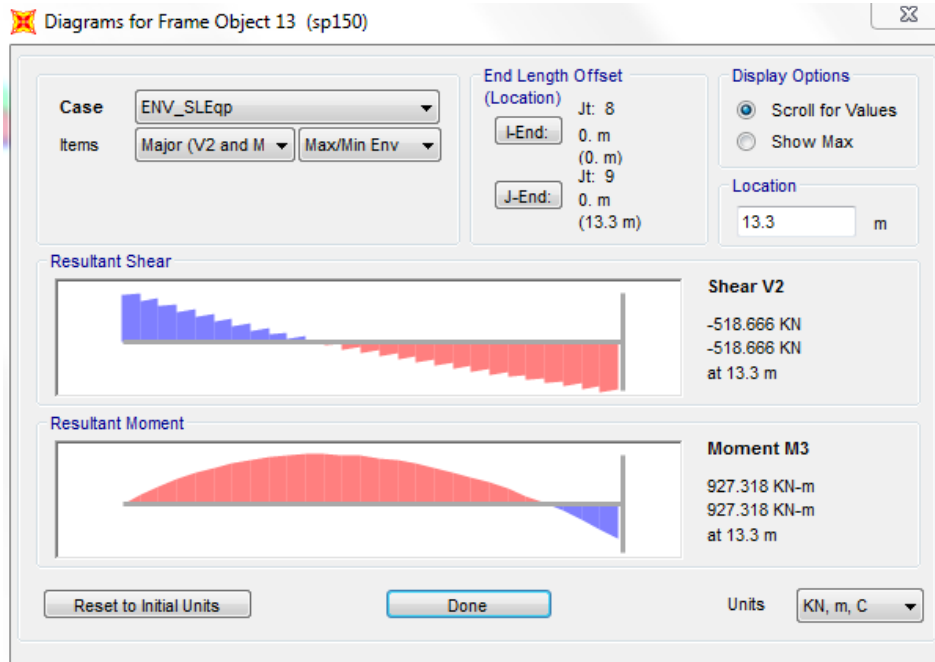 Diagrams for Frame Object 13 (sp150)
Case ENV_SLEqp
Items Major (V2 and M Max/Min Env
End Length Offset
(Location)
Jt: 8
I-End: 0. m
(0. m)
Jt: 9
J-End: 0. m
(13.3 m)
Display Options
Scroll for Values
Show Max
Location
13.3 m
Resultant Shear
Shear V2
-518.666 KN
-518.666 KN
at 13.3 m
Resultant Moment
Moment M3
927.318 KN-m
927.318 KN-m
at 13.3 m
Reset to Initial Units Done Units KN, m, C